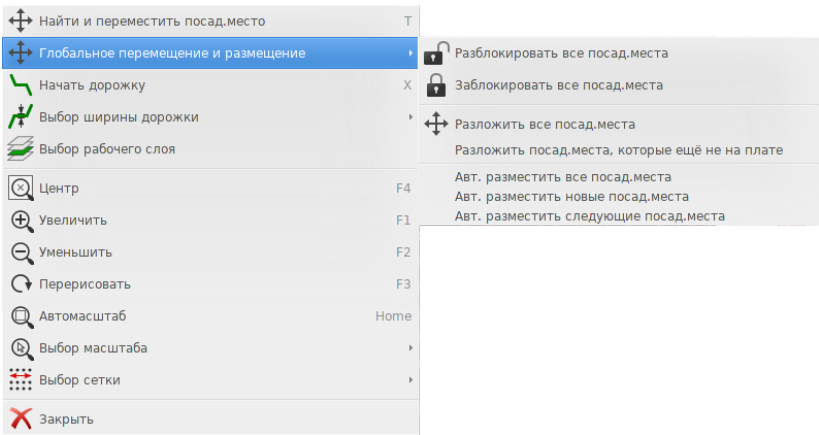 Найти и переместить посад.место T
Глобальное перемещение и размещение
Начать дорожку X
Выбор ширины дорожки
Выбор рабочего слоя
Центр F4
Увеличить F1
Уменьшить F2
Перерисовать F3
Автомасштаб Home
Выбор масштаба
Выбор сетки
Закрыть
Разблокировать все посад.места
Заблокировать все посад.места
Разложить все посад.места
Разложить посад.места, которые ещё не на плате
Авт. разместить все посад.места
Авт. разместить новые посад.места
Авт. разместить следующие посад.места